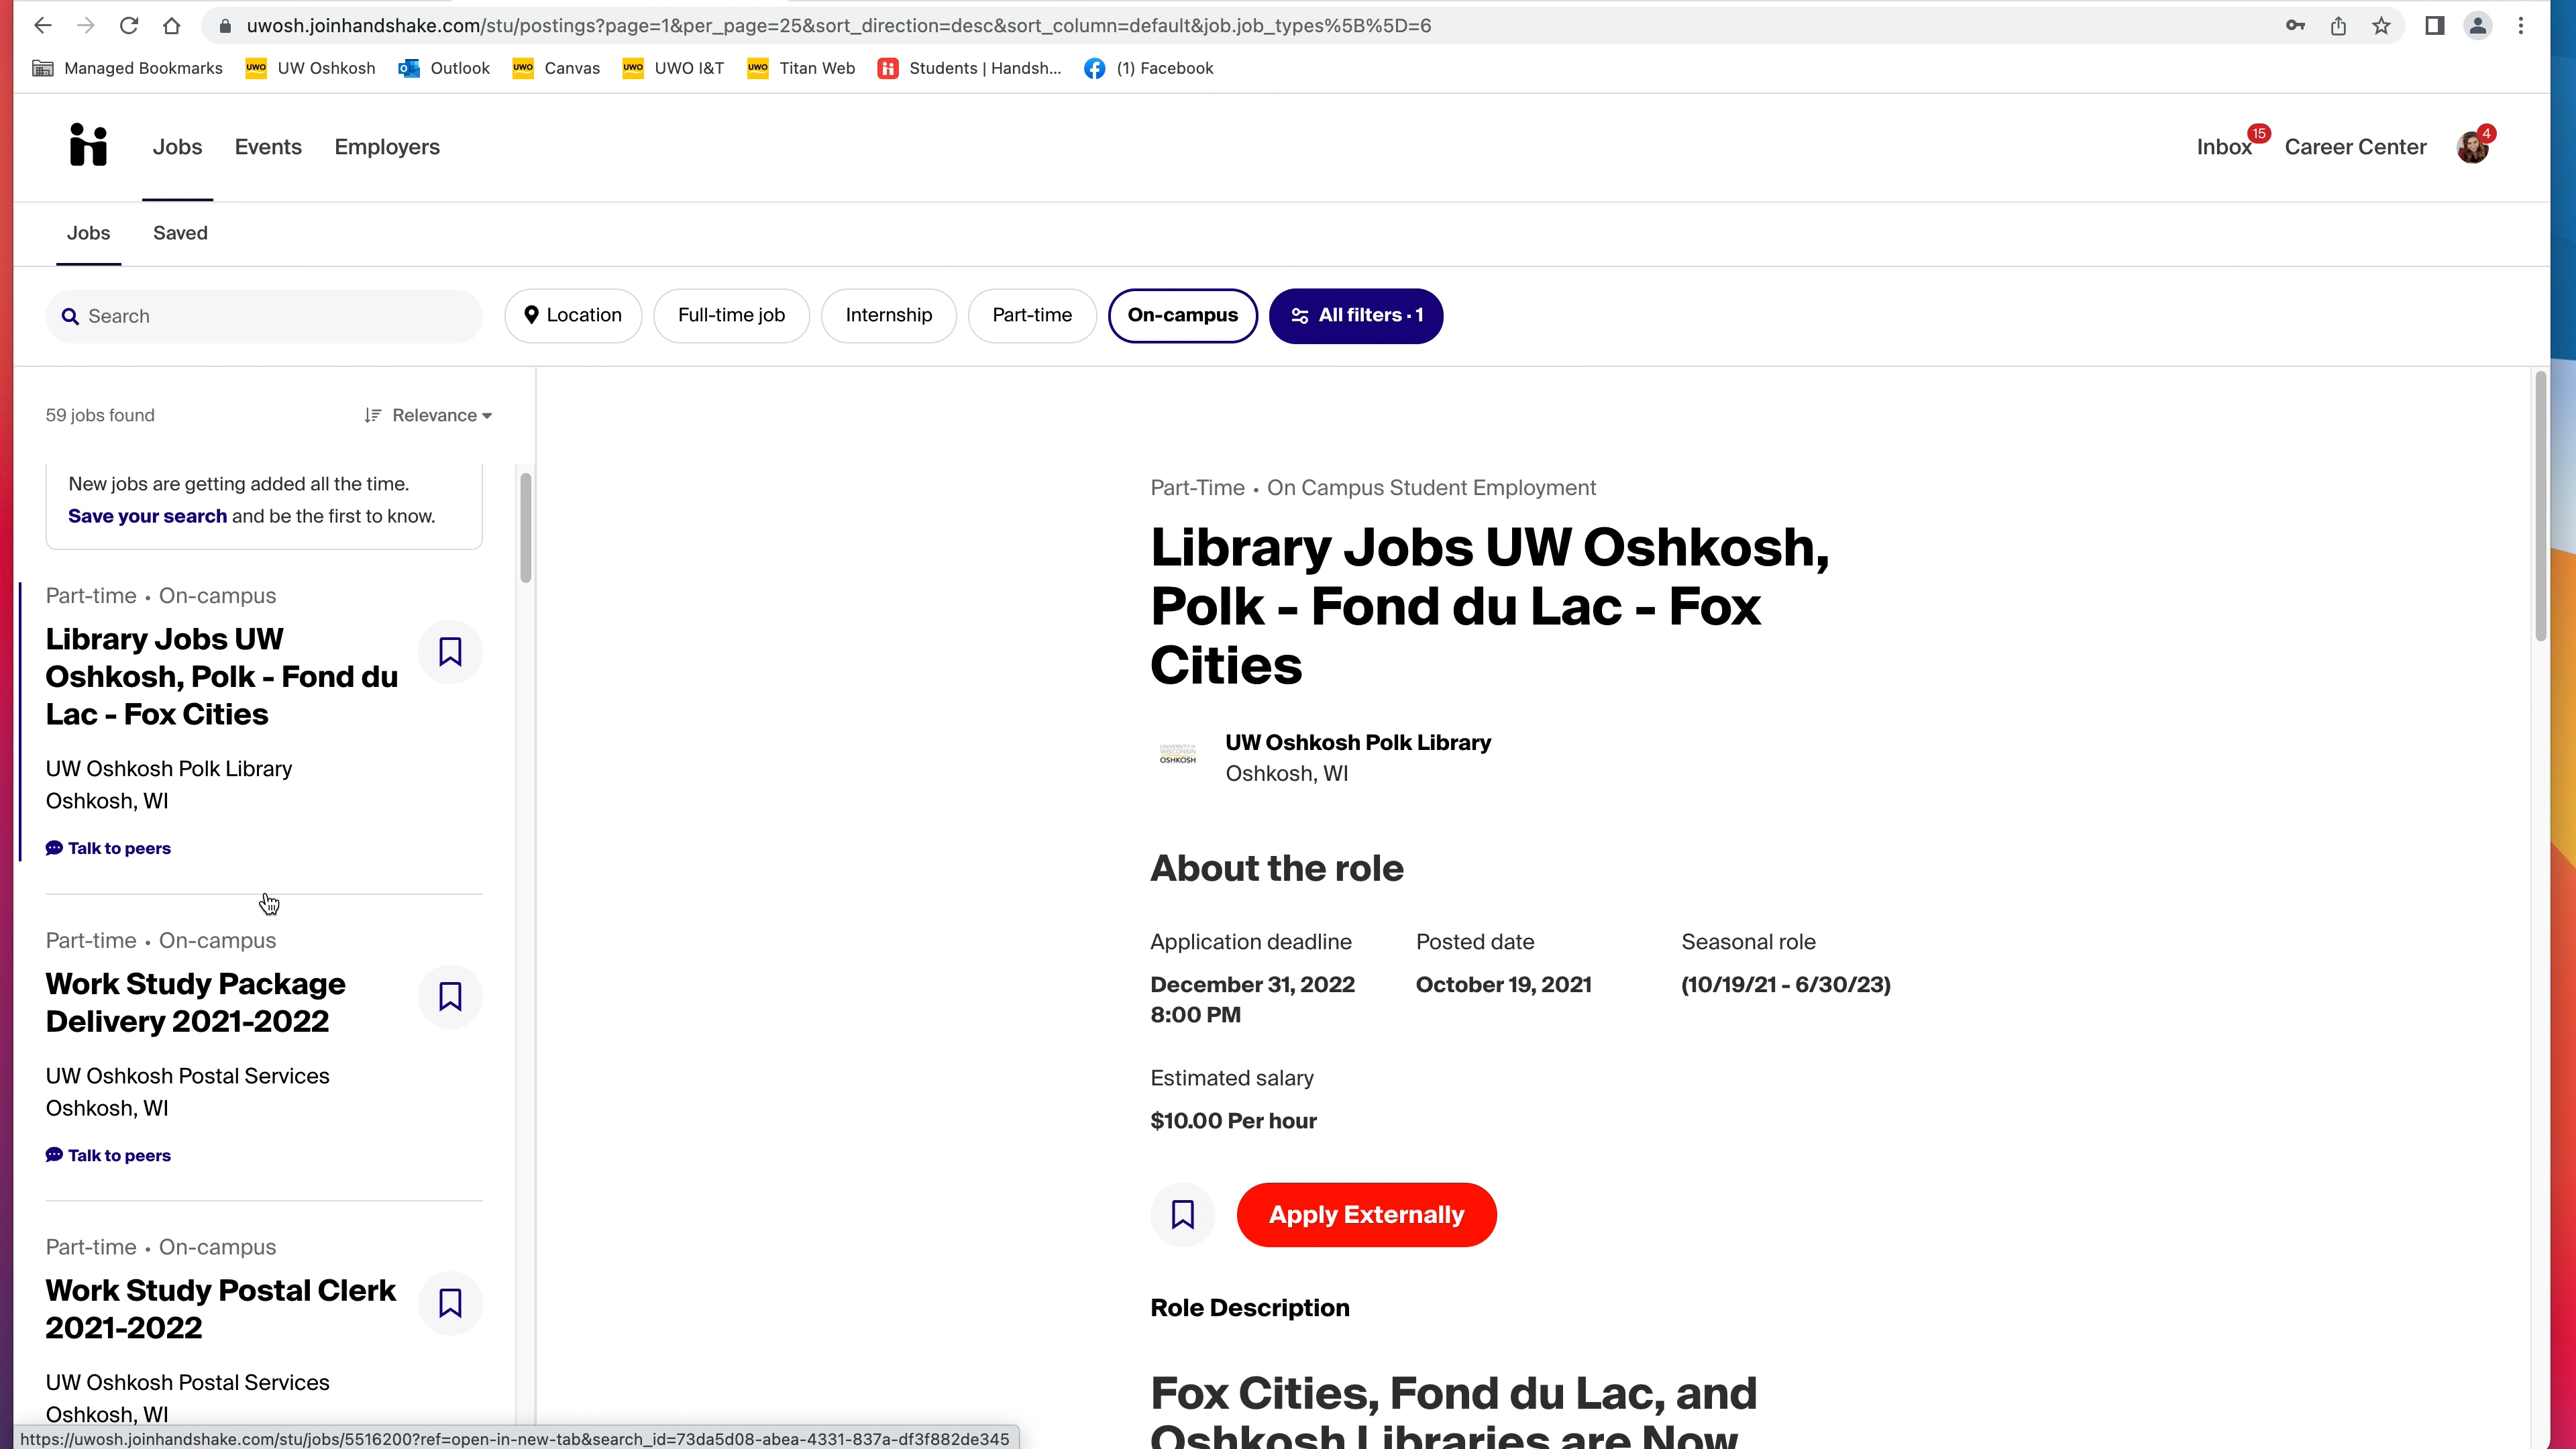 uwosh.joinhandshake.com/stu/postings?page=1&per_page=25&sort_direction=desc&sort_column=default&job.job_types%5B%5D=6
Managed Bookmarks UWO UW Oshkosh Outlook UWO Canvas UWO UWO I&T UWO Titan Web Students | Handsh... (1) Facebook
Jobs Events Employers Inbox 15 Career Center 4
Jobs Saved
Search Location Full-time job Internship Part-time On-campus All filters · 1
59 jobs found Relevance
New jobs are getting added all the time.
Save your search and be the first to know.
Part-time • On-campus
Library Jobs UW
Oshkosh, Polk - Fond du
Lac - Fox Cities
UW Oshkosh Polk Library
Oshkosh, WI
Talk to peers
Part-time • On-campus
Work Study Package
Delivery 2021-2022
UW Oshkosh Postal Services
Oshkosh, WI
Talk to peers
Part-time • On-campus
Work Study Postal Clerk
2021-2022
UW Oshkosh Postal Services
Oshkosh, WI
https://uwosh.joinhandshake.com/stu/jobs/5516200?ref=open-in-new-tab&search_id=73da5d08-abea-4331-837a-df3f882de345
Part-Time • On Campus Student Employment
Library Jobs UW Oshkosh,
Polk - Fond du Lac - Fox
Cities
UNIVERSITY OF
WISCONSIN
OSHKOSH
UW Oshkosh Polk Library
Oshkosh, WI
About the role
Application deadline Posted date Seasonal role
December 31, 2022 October 19, 2021 (10/19/21 - 6/30/23)
8:00 PM
Estimated salary
$10.00 Per hour
Apply Externally
Role Description
Fox Cities, Fond du Lac, and
Oshkosh Libraries are Now